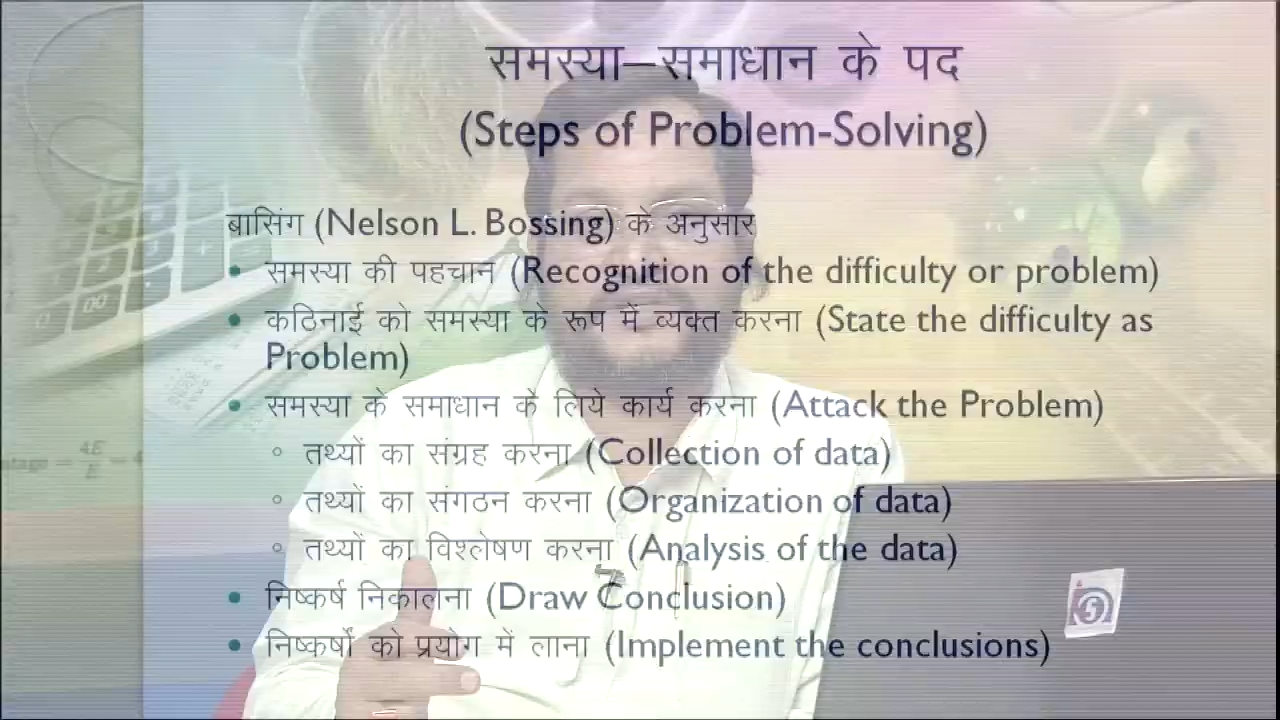 समस्या–समाधान के पद
(Steps of Problem-Solving)
बासिंग (Nelson L. Bossing) के अनुसार
• समस्या की पहचान (Recognition of the difficulty or problem)
• कठिनाई को समस्या के रूप में व्यक्त करना (State the difficulty as
Problem)
• समस्या के समाधान के लिये कार्य करना (Attack the Problem)
◦ तथ्यों का संग्रह करना (Collection of data)
◦ तथ्यों का संगठन करना (Organization of data)
◦ तथ्यों का विश्लेषण करना (Analysis of the data)
• निष्कर्ष निकालना (Draw Conclusion)
• निष्कर्षों को प्रयोग में लाना (Implement the conclusions)